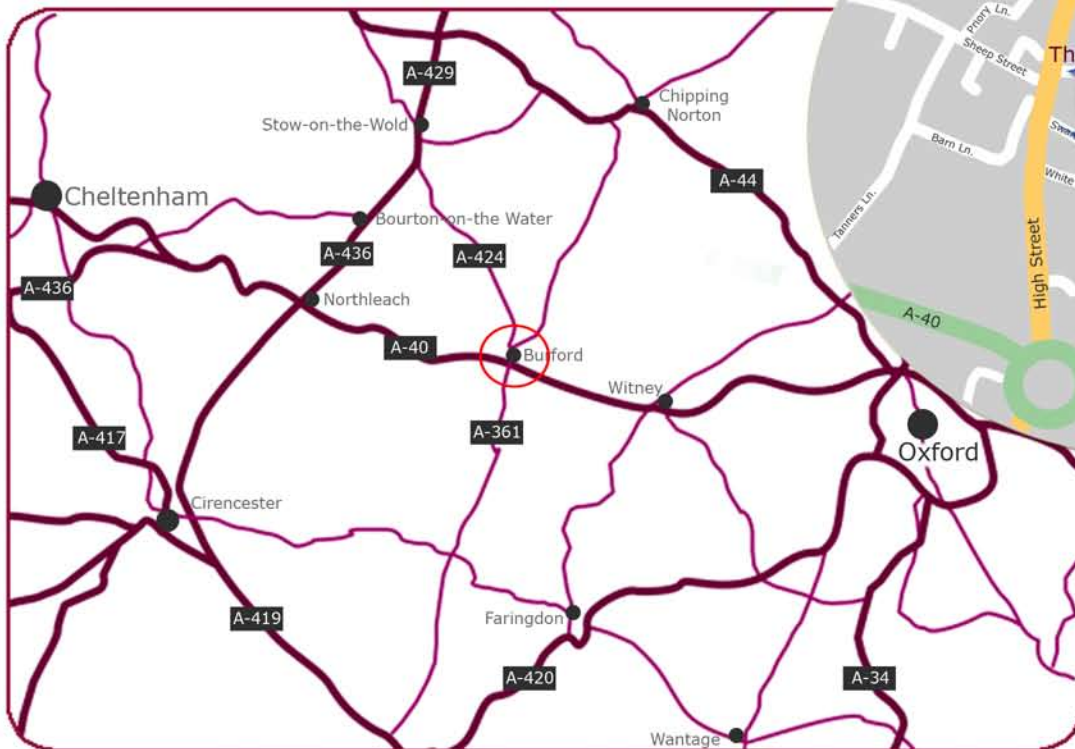 Priory Ln.
Sheep Street
Th
A-429
Chipping
Norton
Stow-on-the-Wold
Swan
Barn Ln.
White
A-44
Cheltenham
Tanners Ln.
Bourton-on-the Water
A-436
A-424
High Street
A-436
Northleach
A-40
A-40
Burford
Witney
A-361
A-417
Oxford
Cirencester
A-419
Faringdon
A-420
A-34
Wantage